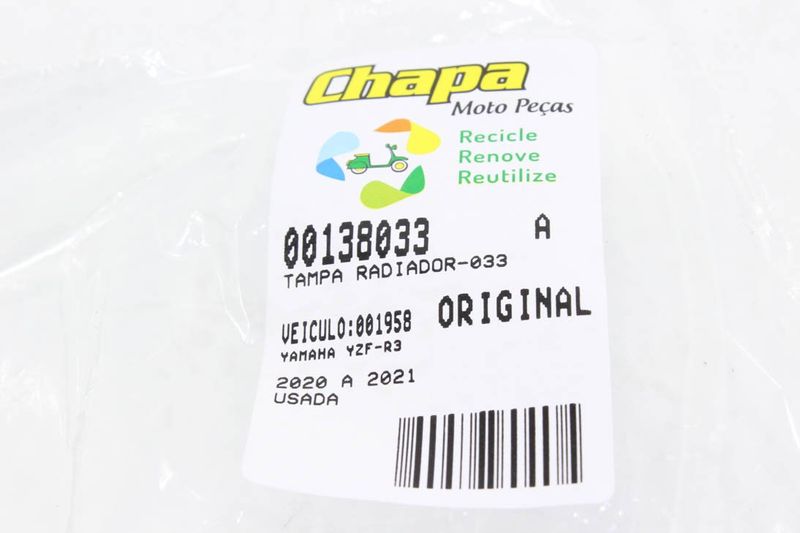 Chapa
Moto Peças
Recicle
Renove
Reutilize
00138033 A
TAMPA RADIADOR-033
VEICULO:001958 ORIGINAL
YAMAHA YZF-R3
2020 A 2021
USADA